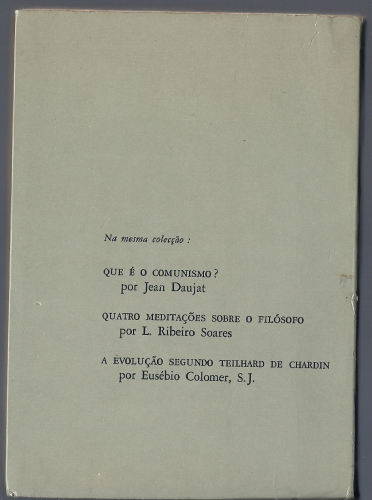 Na mesma colecção :
QUE É O COMUNISMO?
por Jean Daujat
QUATRO MEDITAÇÕES SOBRE O FILÓSOFO
por L. Ribeiro Soares
A EVOLUÇÃO SEGUNDO TEILHARD DE CHARDIN
por Eusébio Colomer, S. J.